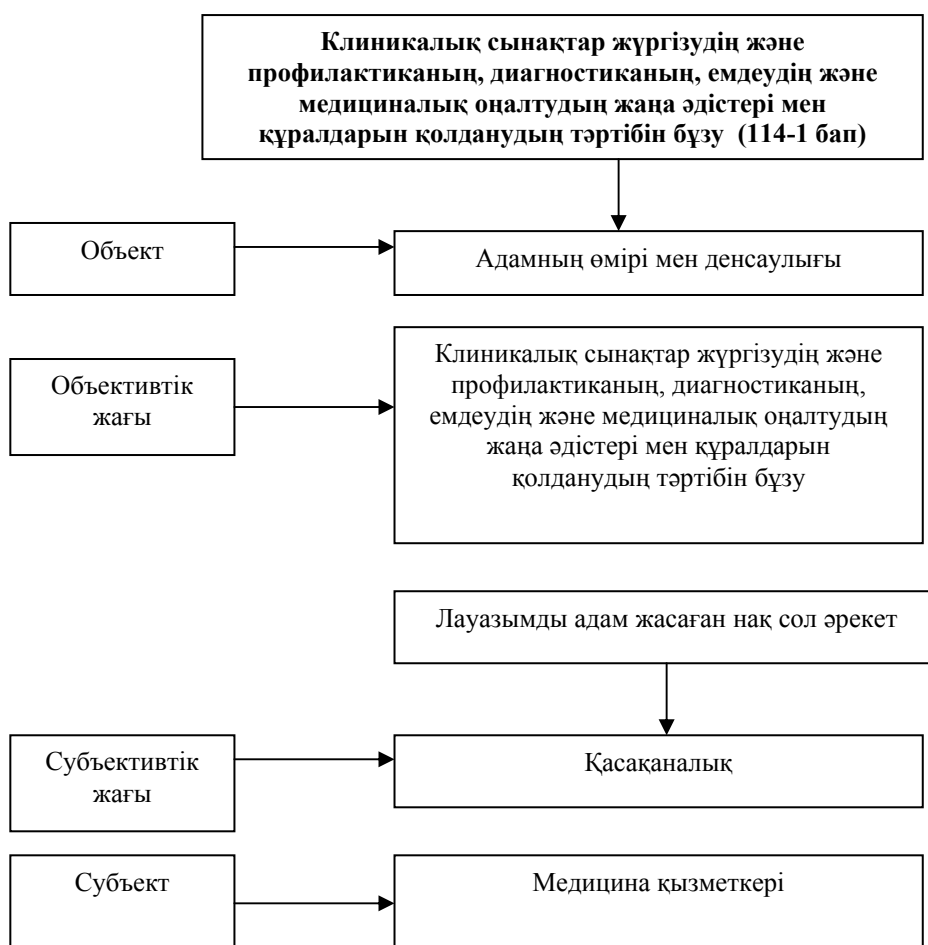 Клиникалық сынақтар жүргізудің және
профилактиканың, диагностиканың, емдеудің және
медициналық оңалтудың жаңа әдістері мен
құралдарын қолданудың тәртібін бұзу (114-1 бап)
Объект
Адамның өмірі мен денсаулығы
Объективтік
жағы
Клиникалық сынақтар жүргізудің және
профилактиканың, диагностиканың,
емдеудің және медициналық оңалтудың
жаңа әдістері мен құралдарын
қолданудың тәртібін бұзу
Лауазымды адам жасаған нақ сол әрекет
Субъективтік
жағы
Қасақаналық
Субъект
Медицина қызметкері